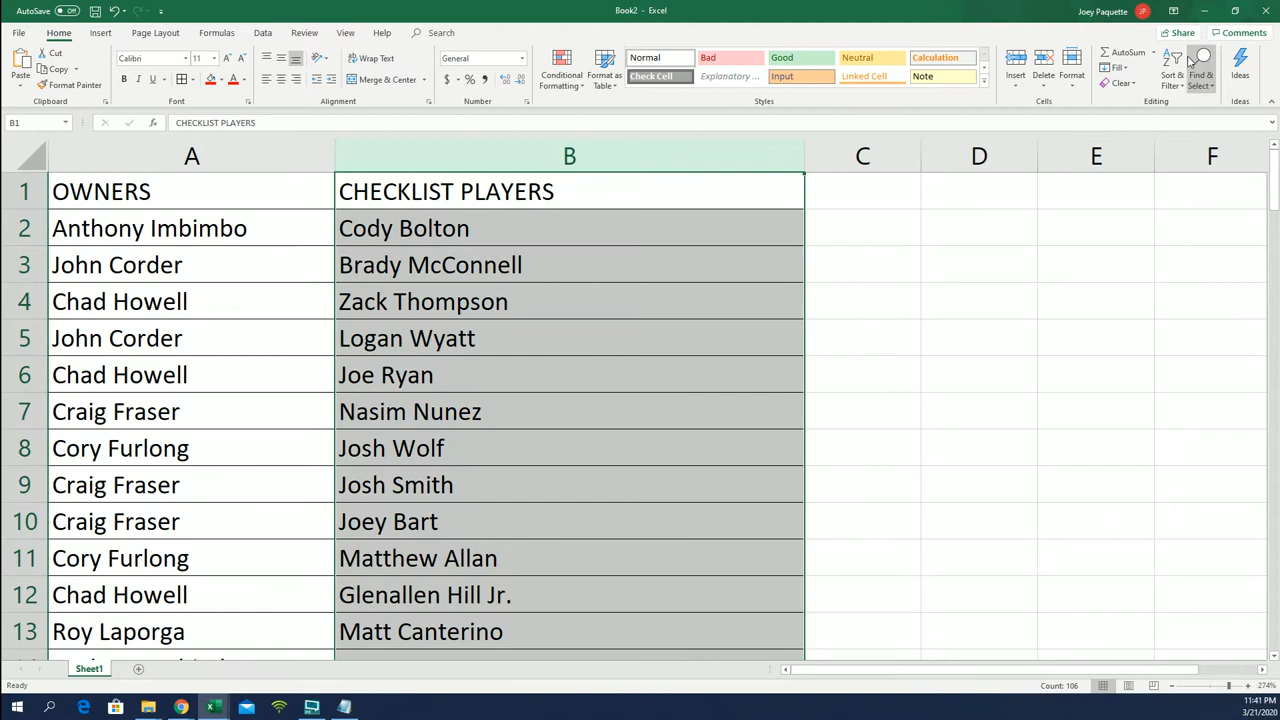 AutoSave Off Book2 - Excel Joey Paquette JP
File Home Insert Page Layout Formulas Data Review View Help Search Share Comments
Paste Cut Copy Format Painter Clipboard
Calibri 11 B I U A Font
Wrap Text Merge & Center Alignment
General $ % , Number
Conditional Formatting Format as Table Normal Bad Good Neutral Calculation
Check Cell Explanatory ... Input Linked Cell Note Styles
Insert Delete Format Cells
AutoSum Fill Clear Sort & Filter Find & Select Editing
Ideas Ideas
B1 fx CHECKLIST PLAYERS
A B C D E F
1 OWNERS CHECKLIST PLAYERS
2 Anthony Imbimbo Cody Bolton
3 John Corder Brady McConnell
4 Chad Howell Zack Thompson
5 John Corder Logan Wyatt
6 Chad Howell Joe Ryan
7 Craig Fraser Nasim Nunez
8 Cory Furlong Josh Wolf
9 Craig Fraser Josh Smith
10 Craig Fraser Joey Bart
11 Cory Furlong Matthew Allan
12 Chad Howell Glenallen Hill Jr.
13 Roy Laporga Matt Canterino
Sheet1
Ready Count: 106 274%
11:41 PM
3/21/2020